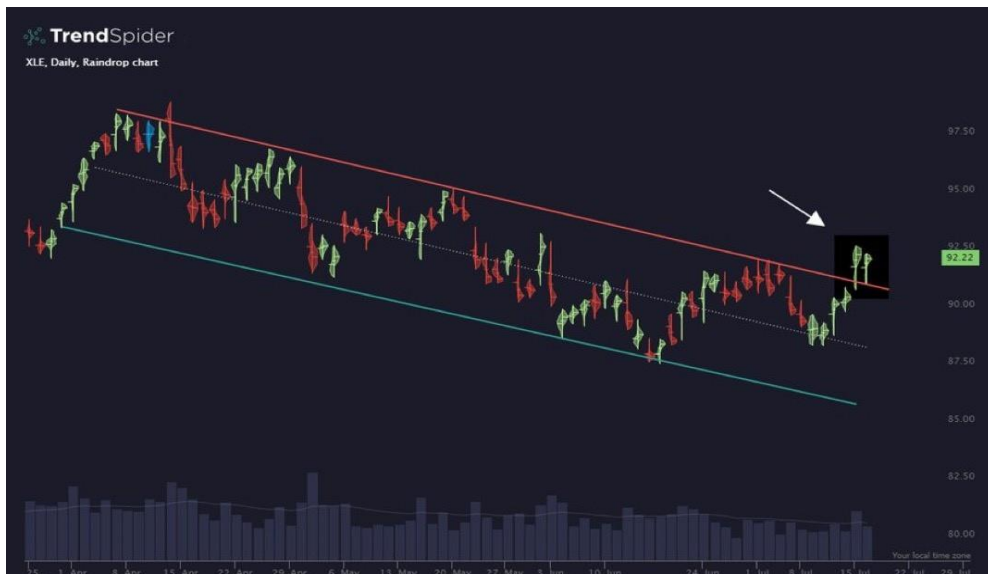 TrendSpider
XLE, Daily, Raindrop chart
97.50
95.00
92.50
92.22
90.00
87.50
85.00
82.50
80.00
Your local time zone
25 1 Apr 8 Apr 15 Apr 22 Apr 29 Apr 6 May 13 May 20 May 27 May 3 Jun 10 Jun 24 Jun 1 Jul 8 Jul 15 Jul 22 Jul 29 Jul